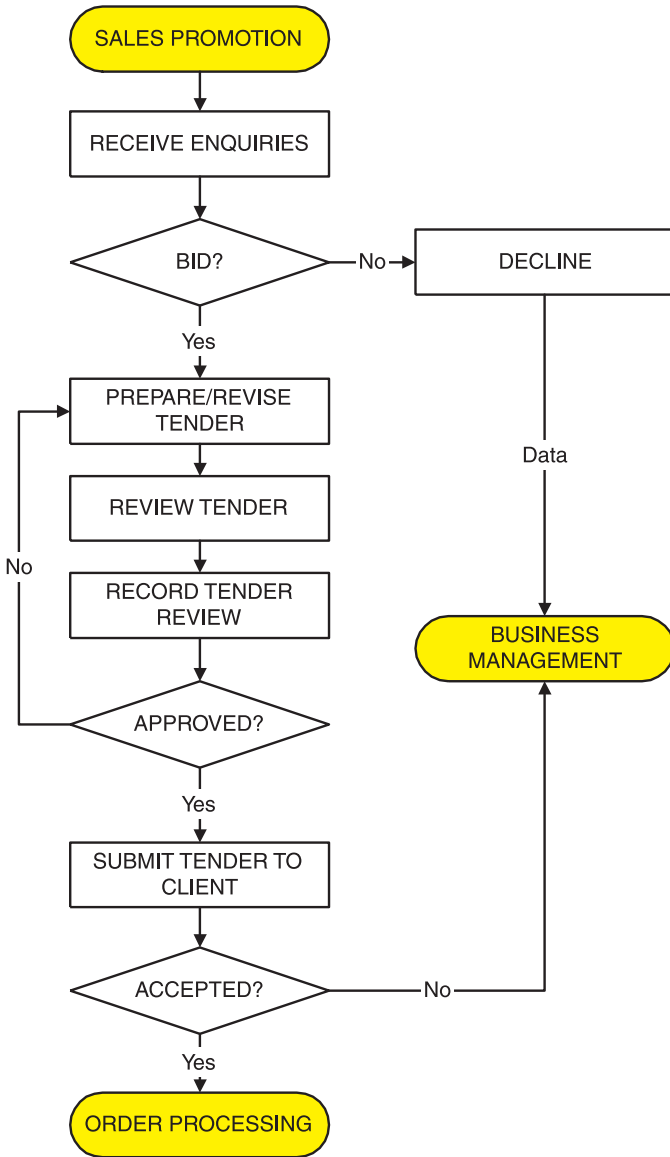 SALES PROMOTION
RECEIVE ENQUIRIES
BID?
No
DECLINE
Yes
PREPARE/REVISE
TENDER
Data
REVIEW TENDER
No
RECORD TENDER
REVIEW
BUSINESS
MANAGEMENT
APPROVED?
Yes
SUBMIT TENDER TO
CLIENT
ACCEPTED?
No
Yes
ORDER PROCESSING